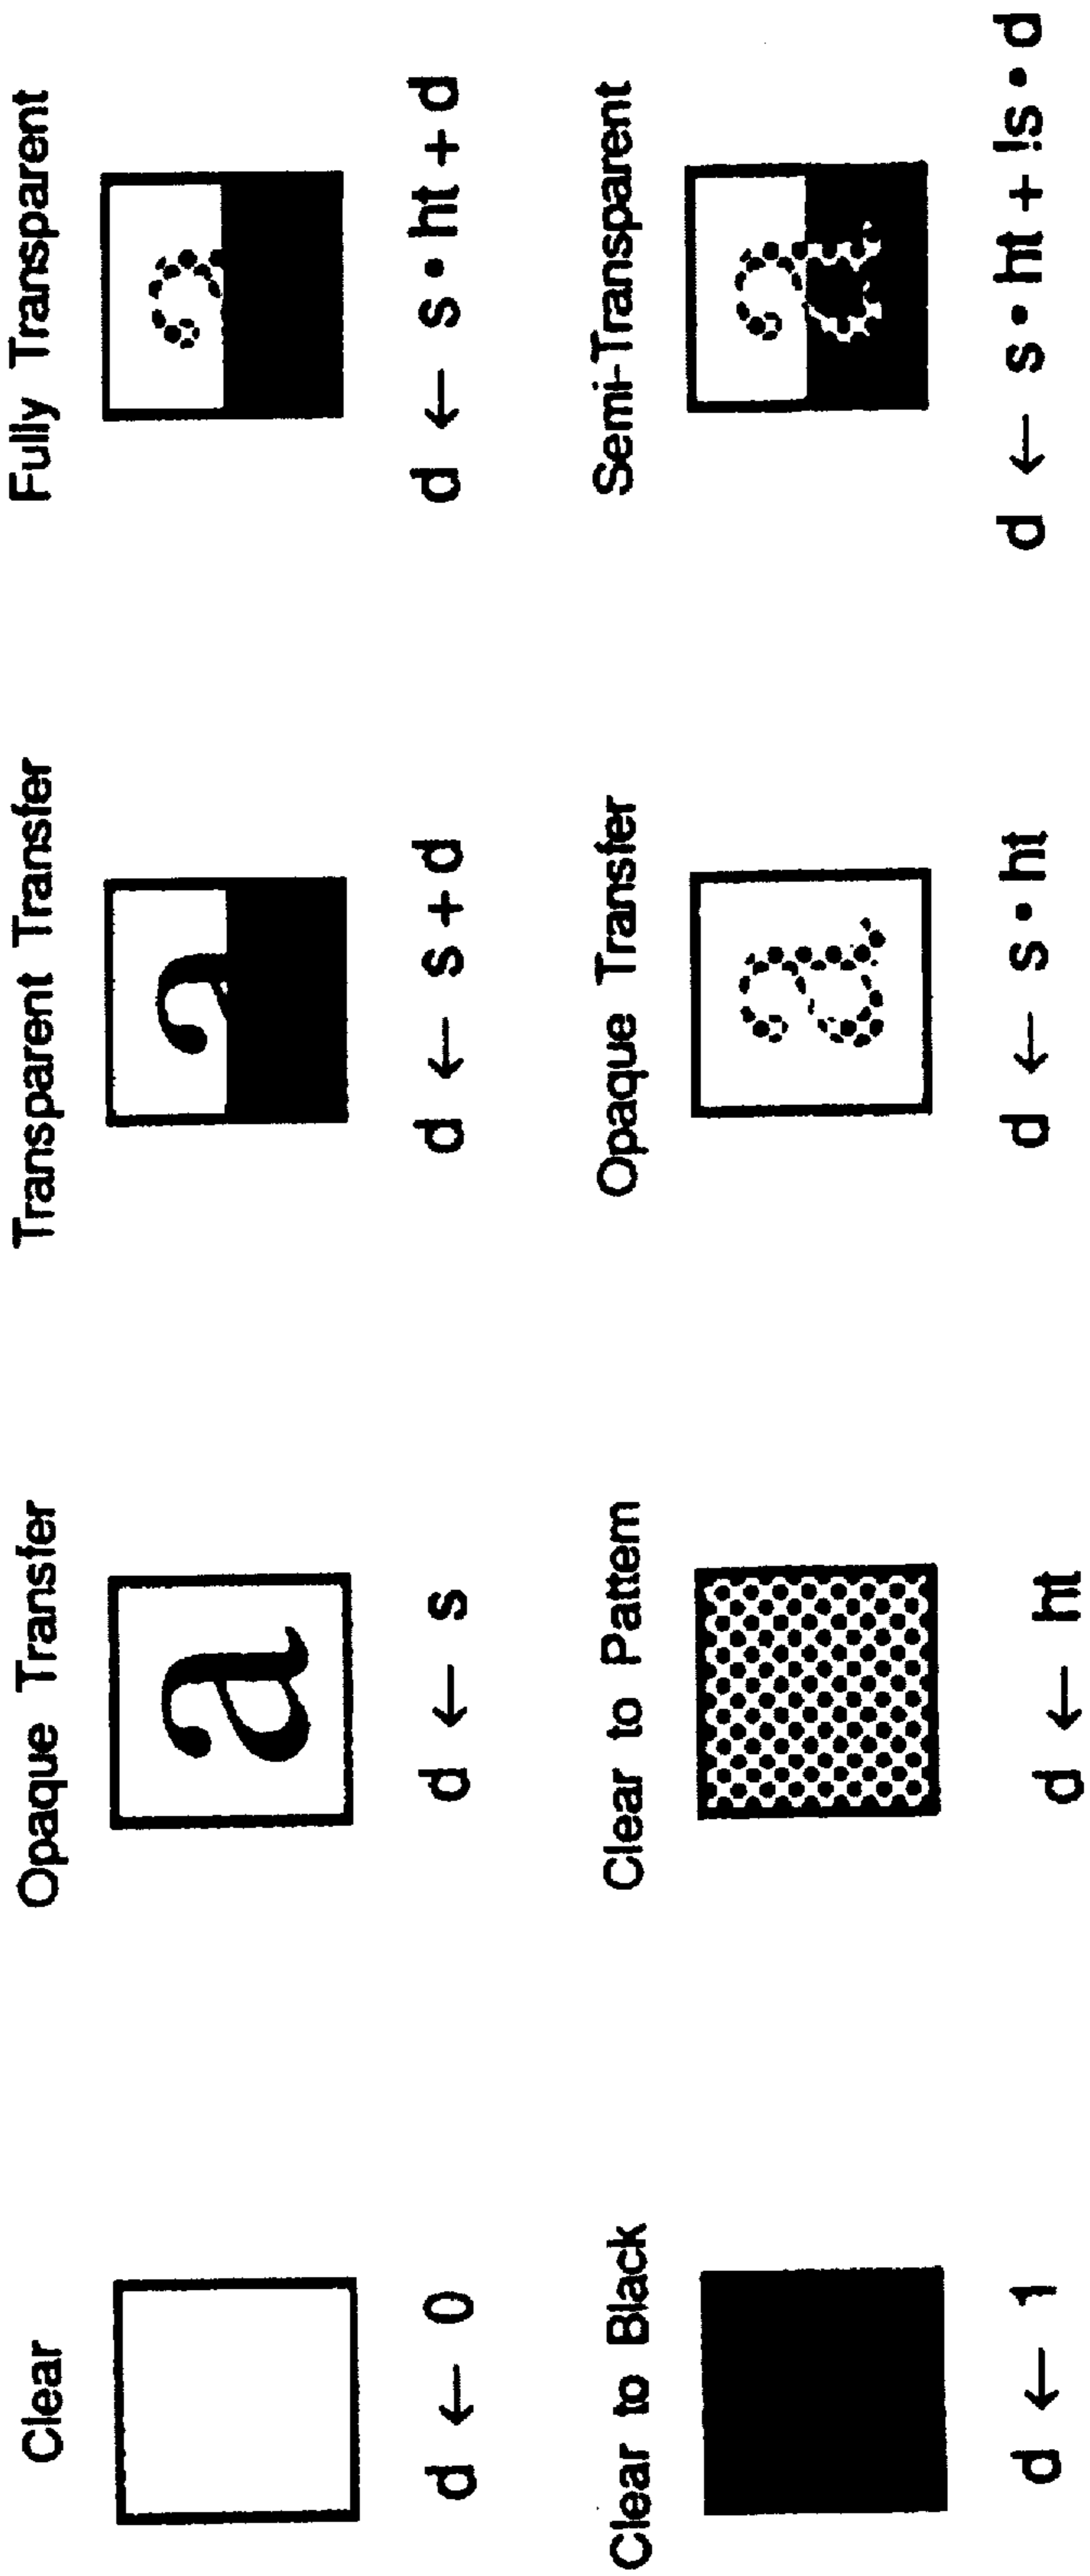 Clear
Opaque Transfer
Transparent Transfer
Fully Transparent
a
a
a
a
d ← 0
d ← s
d ← s + d
d ← s • ht + d
Clear to Black
Clear to Pattern
Opaque Transfer
Semi-Transparent
a
a
d ← 1
d ← ht
d ← s • ht
d ← s • ht + !s • d